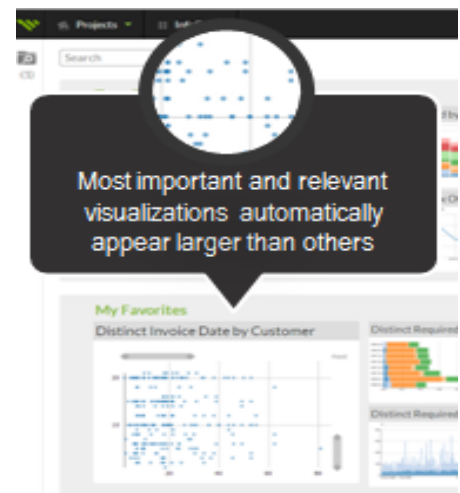 Projects
Search
(3)
Most important and relevant
visualizations automatically
appear larger than others
My Favorites
Distinct Invoice Date by Customer
Distinct Required
Distinct Required